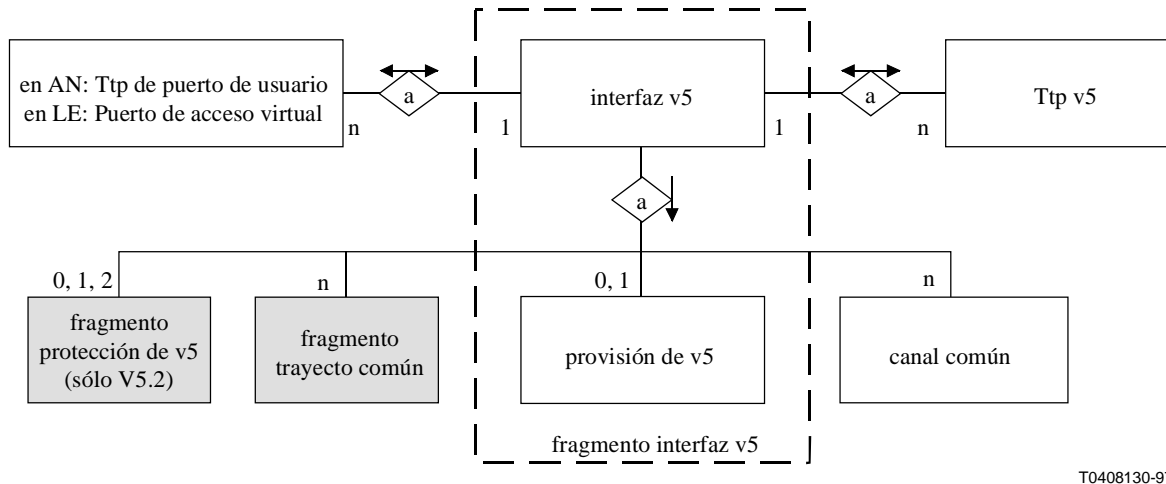 en AN: Ttp de puerto de usuario
en LE: Puerto de acceso virtual
n
a
1
interfaz v5
1
a
n
Ttp v5
a
0, 1, 2
n
0, 1
n
fragmento
protección de v5
(sólo V5.2)
fragmento
trayecto común
provisión de v5
canal común
fragmento interfaz v5